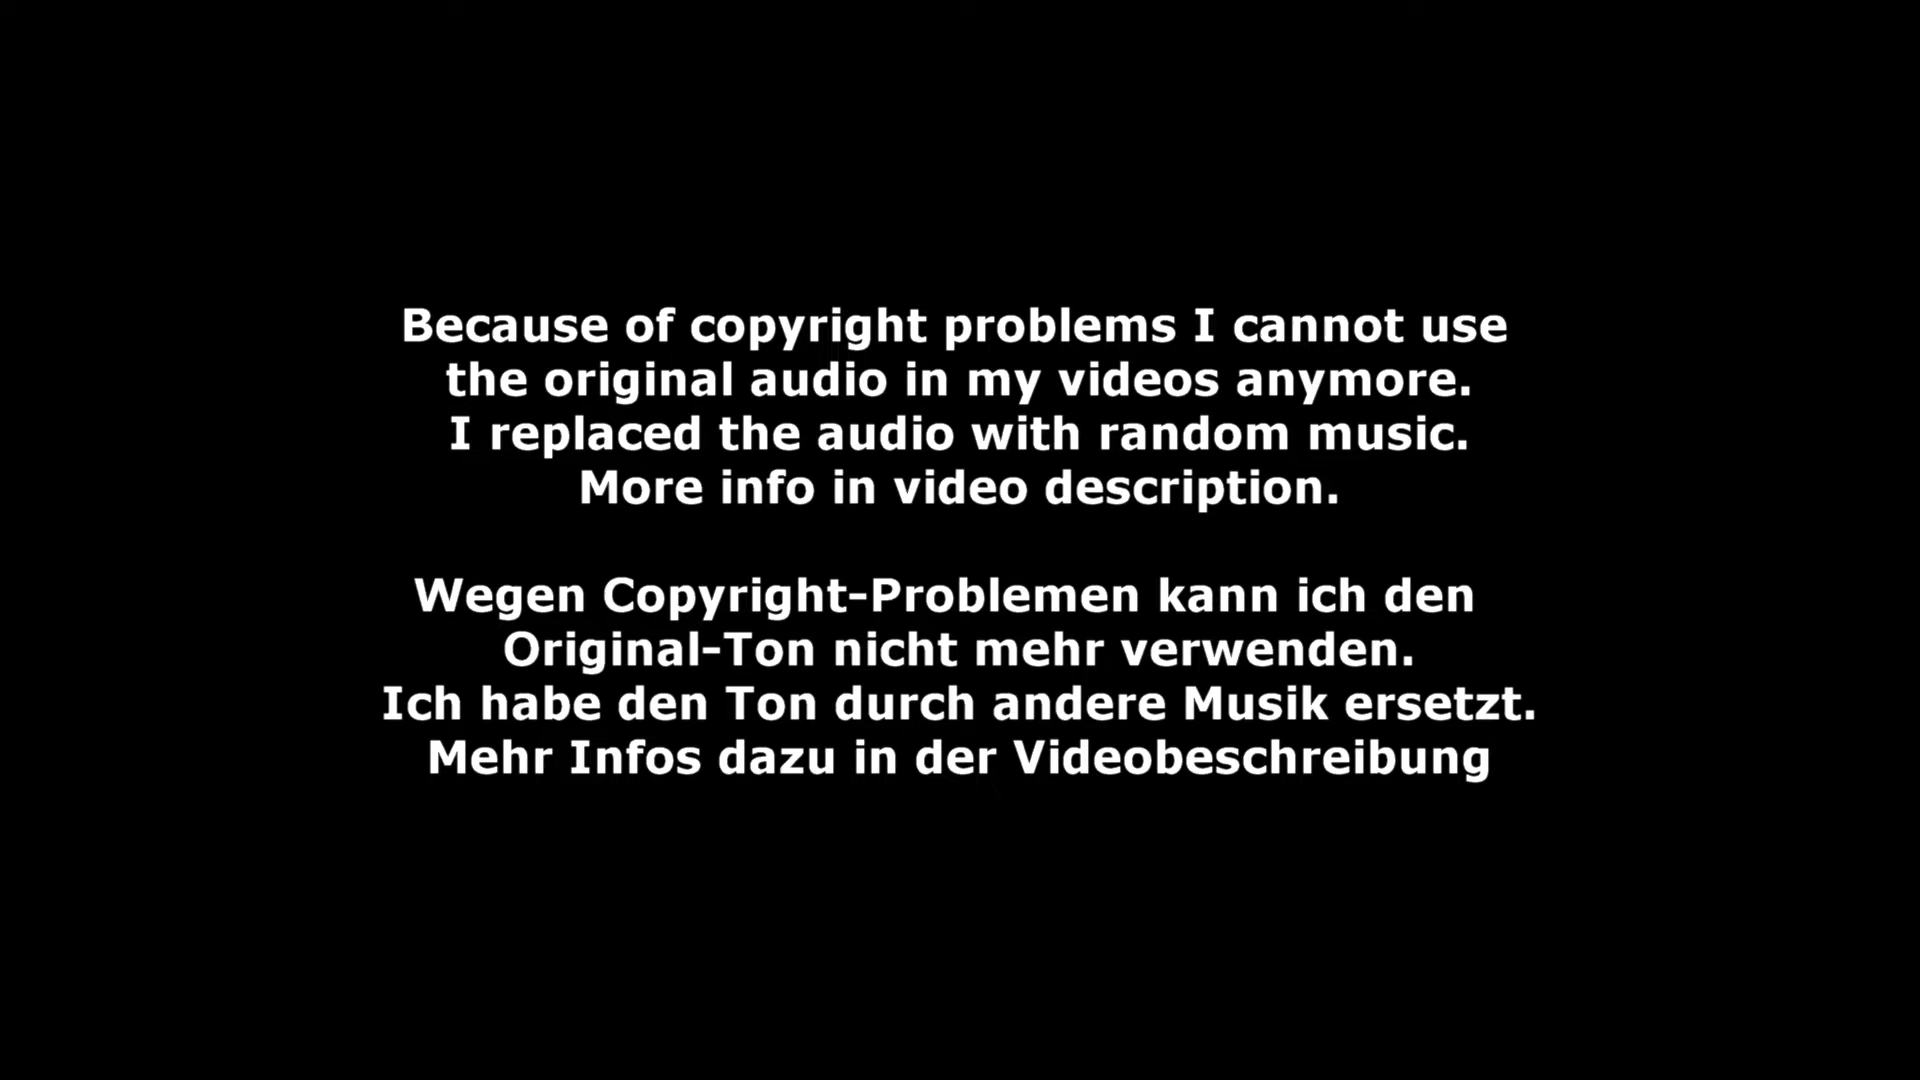 Because of copyright problems I cannot use
the original audio in my videos anymore.
I replaced the audio with random music.
More info in video description.
Wegen Copyright-Problemen kann ich den
Original-Ton nicht mehr verwenden.
Ich habe den Ton durch andere Musik ersetzt.
Mehr Infos dazu in der Videobeschreibung